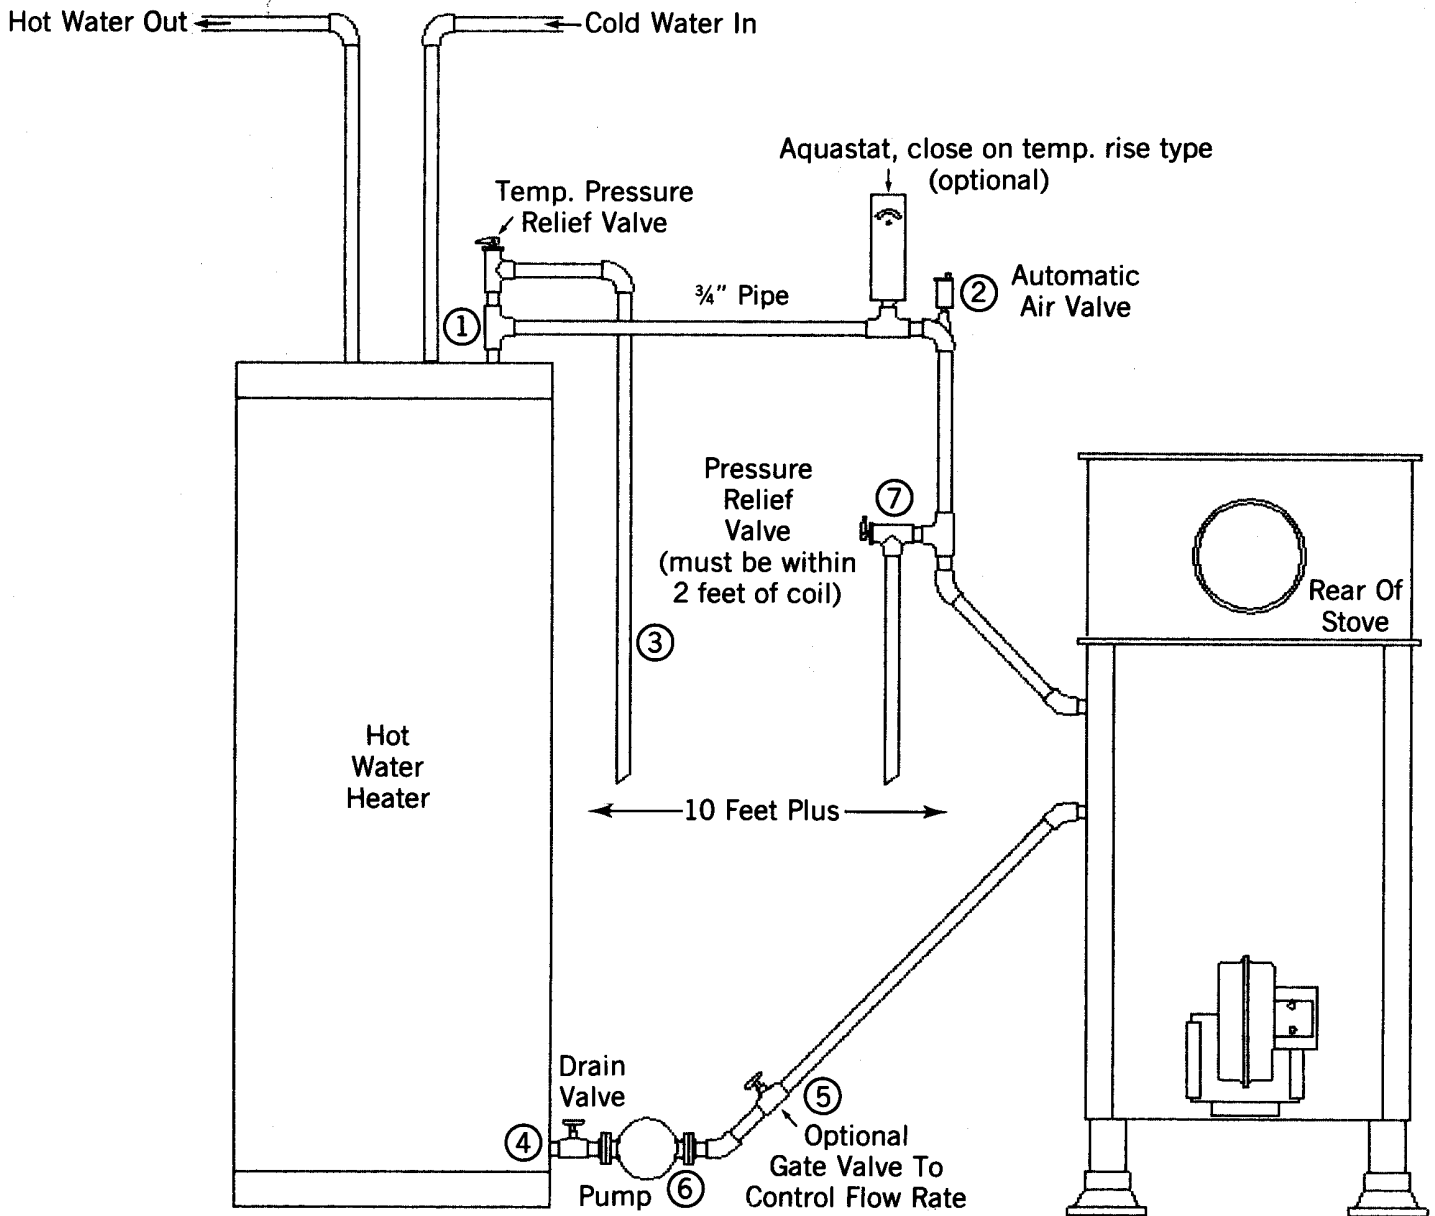 Hot Water Out
Cold Water In
Aquastat, close on temp. rise type
(optional)
Temp. Pressure
Relief Valve
¾" Pipe
②
Automatic
Air Valve
①
Pressure
Relief
Valve
(must be within
2 feet of coil)
⑦
Rear Of
Stove
③
Hot
Water
Heater
10 Feet Plus
Drain
Valve
④
⑤
Optional
Gate Valve To
Control Flow Rate
Pump
⑥